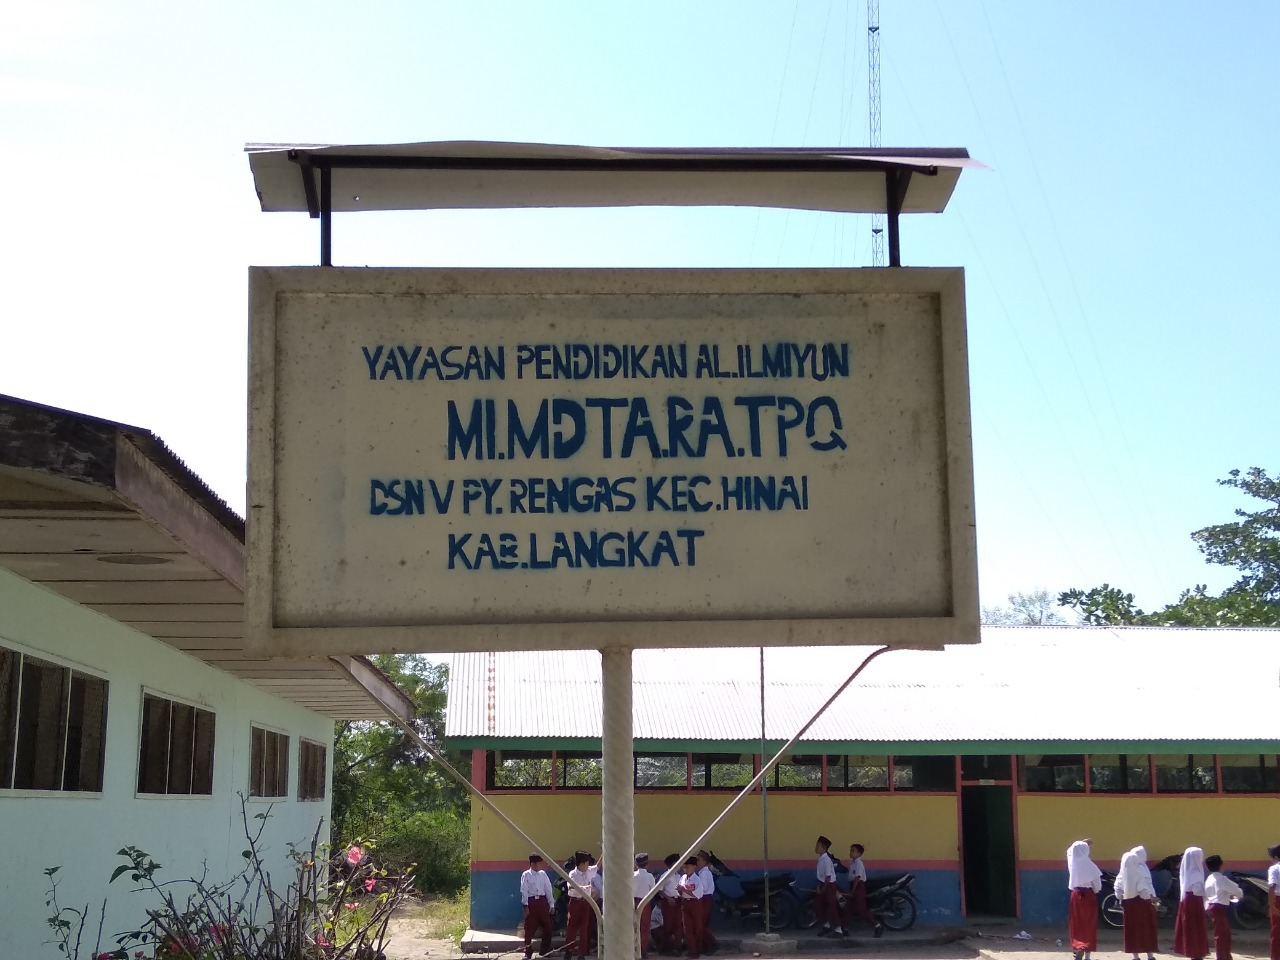 YAYASAN PENDIDIKAN AL.ILMIYUN
MI.MDTA.RA.TPQ
DSN V PY.RENGAS KEC.HINAI
KAB.LANGKAT